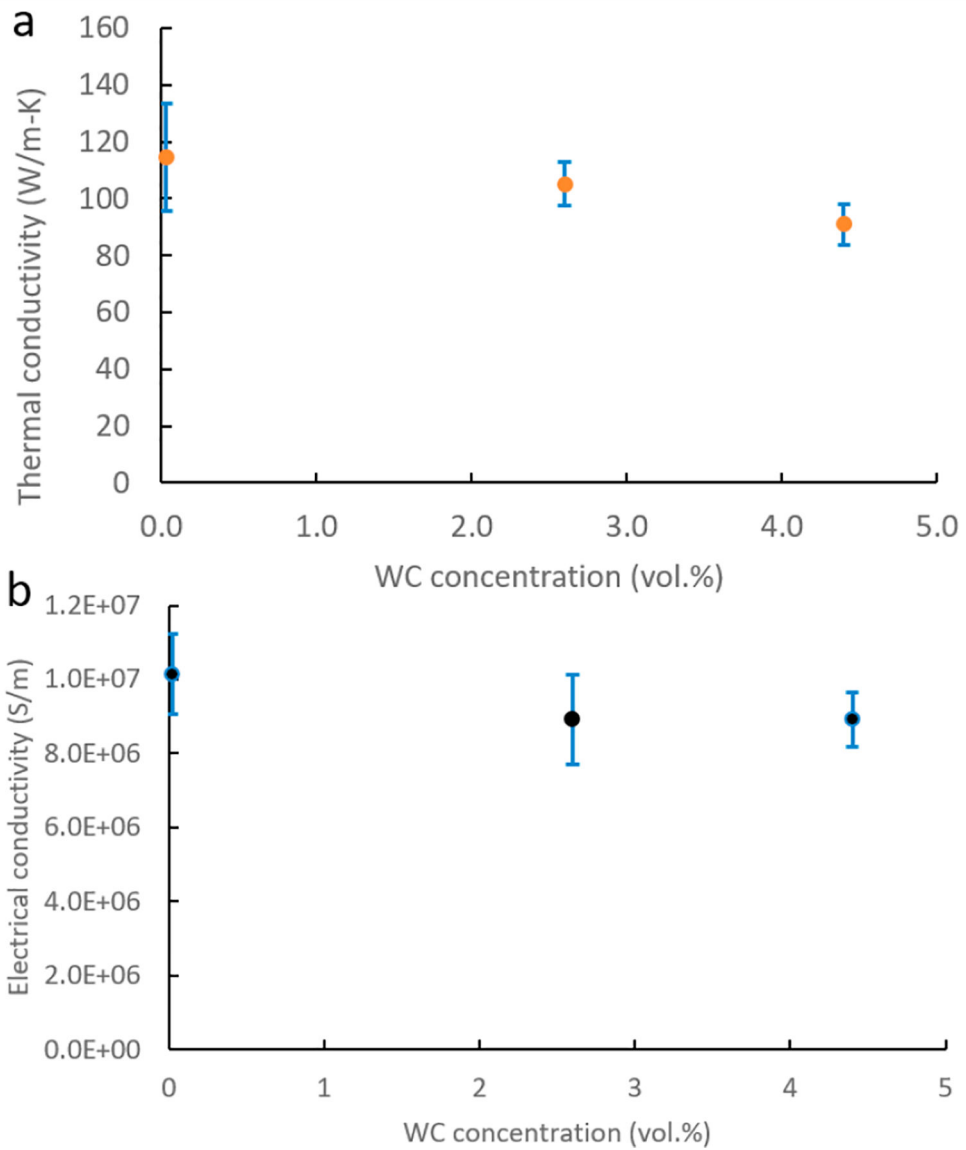 a
Thermal conductivity (W/m-K)
160
140
120
100
80
60
40
20
0
0.0 1.0 2.0 3.0 4.0 5.0
WC concentration (vol.%)
b
Electrical conductivity (S/m)
1.2E+07
1.0E+07
8.0E+06
6.0E+06
4.0E+06
2.0E+06
0.0E+00
0 1 2 3 4 5
WC concentration (vol.%)